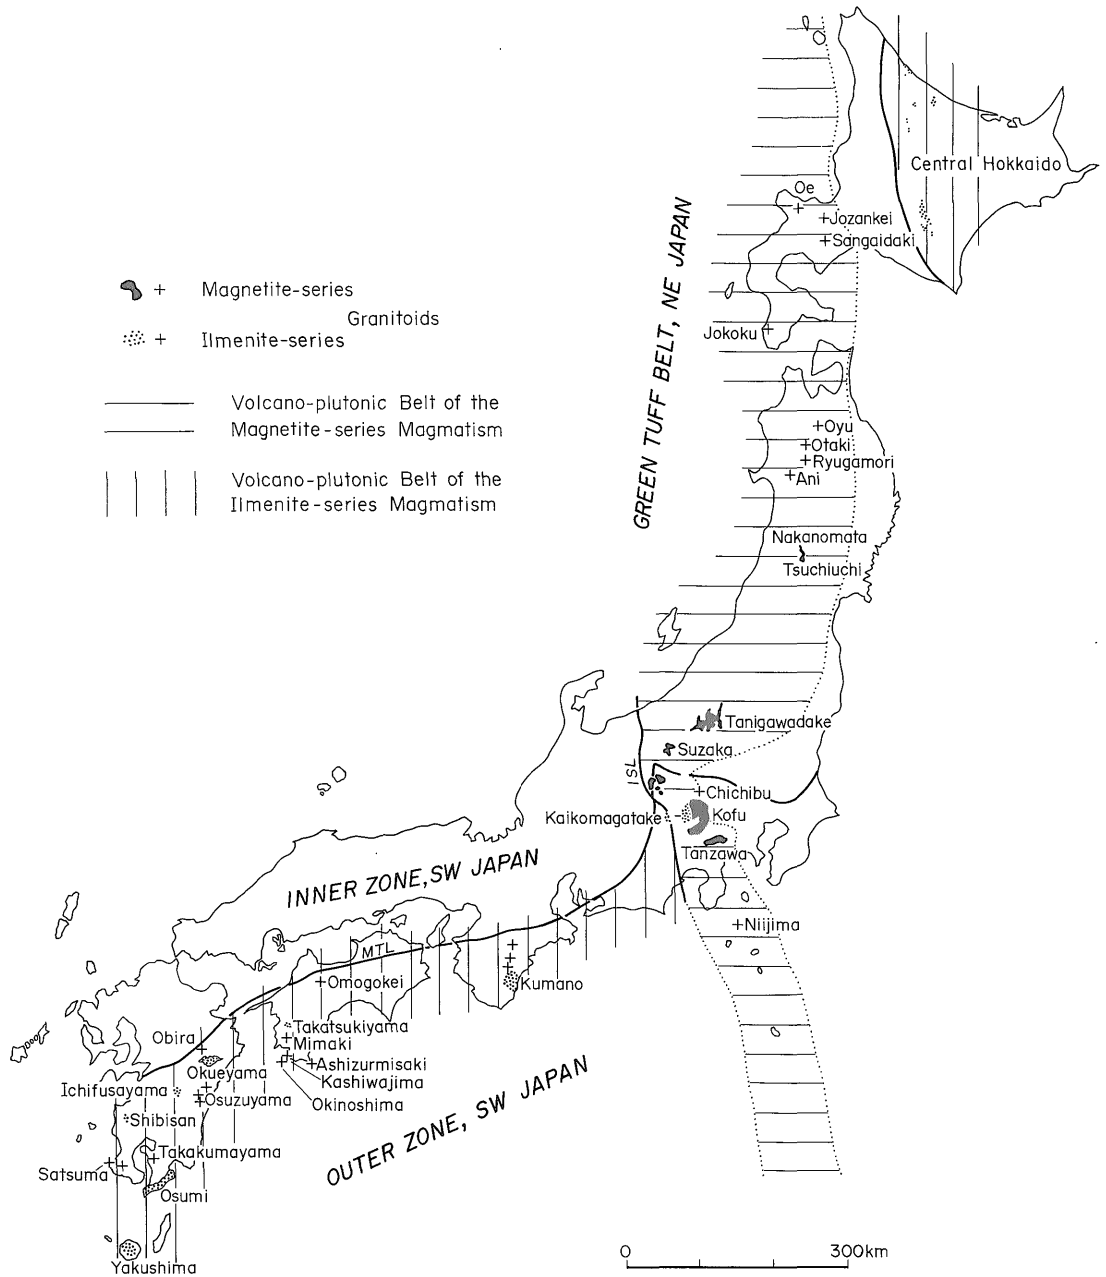 Central Hokkaido
Oe
Jozankei
Sangaidaki
GREEN TUFF BELT, NE JAPAN
Magnetite-series
Granitoids
Ilmenite-series
Jokoku
Volcano-plutonic Belt of the
Magnetite-series Magmatism
Oyu
Otaki
Ryugamori
Ani
Volcano-plutonic Belt of the
Ilmenite-series Magmatism
Nakanomata
Tsuchiuchi
Tanigawadake
Suzaka
ISL
Chichibu
Kaikomagatake
Kofu
Tanzawa
INNER ZONE, SW JAPAN
Niijima
MTL
Omogokei
Kumano
Takatsukiyama
Obira
Mimaki
Ashizurmisaki
Okueyama
Kashiwajima
Ichifusayama
Osuzuyama
Okinoshima
Shibisan
OUTER ZONE, SW JAPAN
Takakumayama
Satsuma
Osumi
0 300km
Yakushima